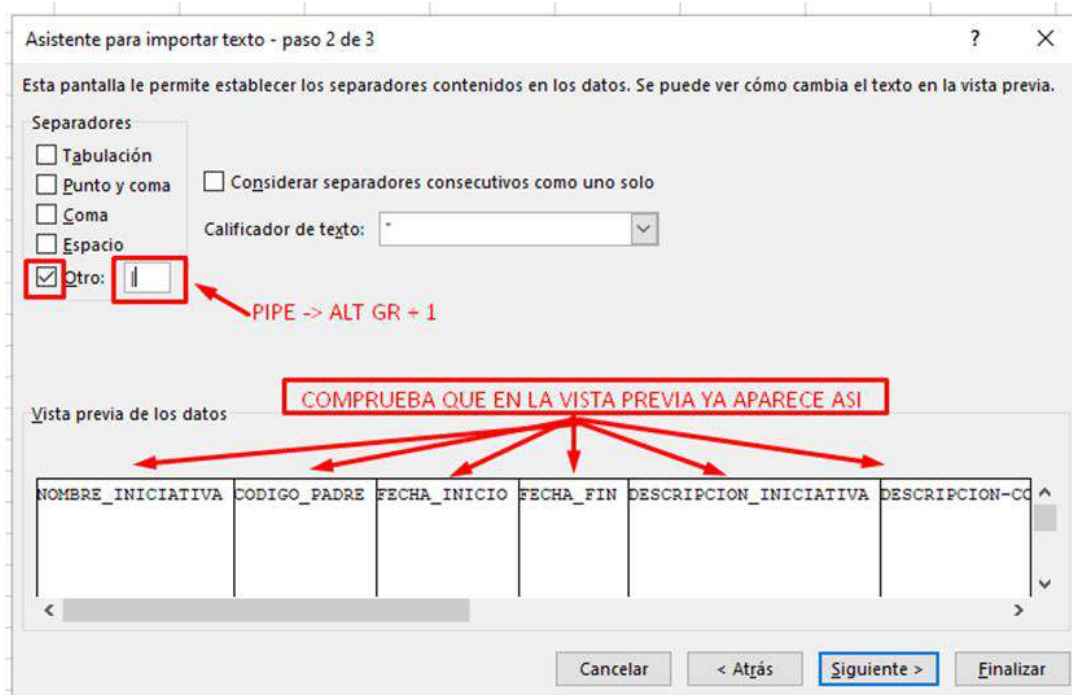 Asistente para importar texto - paso 2 de 3
?
Esta pantalla le permite establecer los separadores contenidos en los datos. Se puede ver cómo cambia el texto en la vista previa.
Separadores
Tabulación
Punto y coma
Coma
Espacio
Otro: |
Considerar separadores consecutivos como uno solo
Calificador de texto: "
PIPE -> ALT GR + 1
COMPRUEBA QUE EN LA VISTA PREVIA YA APARECE ASI
Vista previa de los datos
NOMBRE_INICIATIVA CODIGO_PADRE FECHA_INICIO FECHA_FIN DESCRIPCION_INICIATIVA DESCRIPCION-CO
Cancelar
< Atrás
Siguiente >
Finalizar